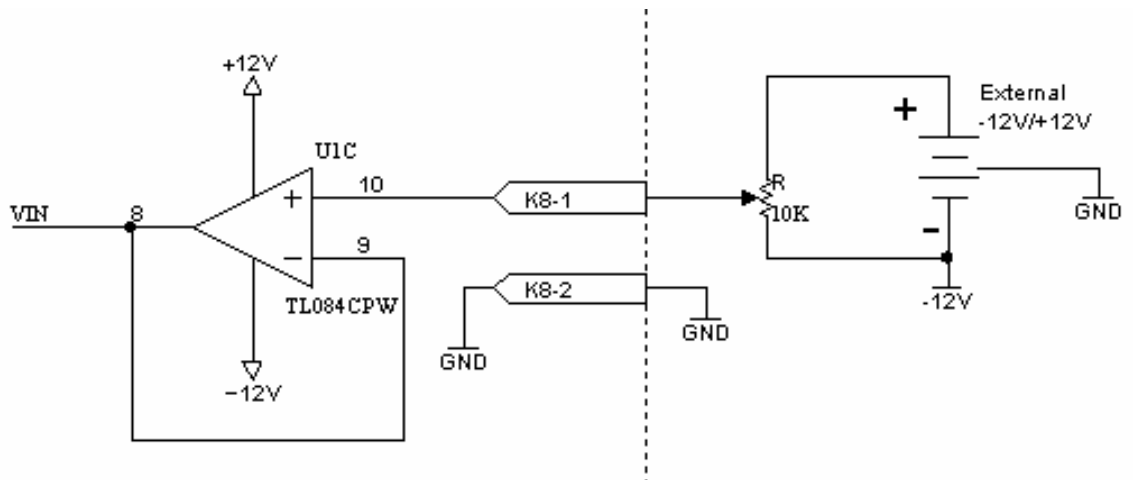 +12V
External
-12V/+12V
+
U1C
10
+
K8-1
R
10K
GND
VIN
8
9
−
-
TL084CPW
K8-2
-12V
GND
GND
−12V